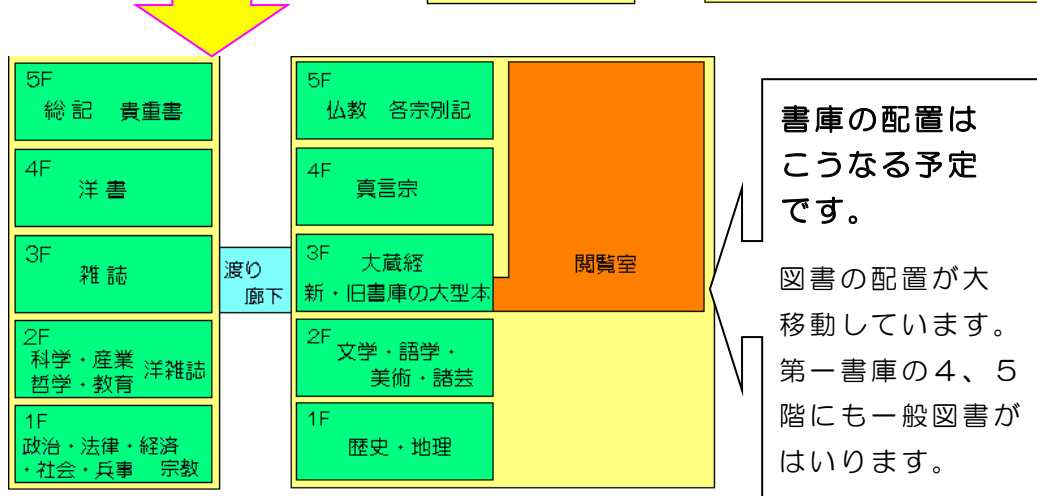 5F
総記 貴重書
4F
洋書
3F
雑誌
2F
科学・産業
哲学・教育
洋雑誌
1F
政治・法律・経済
・社会・兵事 宗教
渡り
廊下
5F
仏教 各宗別記
4F
真言宗
3F
大蔵経
新・旧書庫の大型本
2F
文学・語学・
美術・諸芸
1F
歴史・地理
閲覧室
書庫の配置は
こうなる予定
です。
図書の配置が大
移動しています。
第一書庫の4、5
階にも一般図書が
はいります。